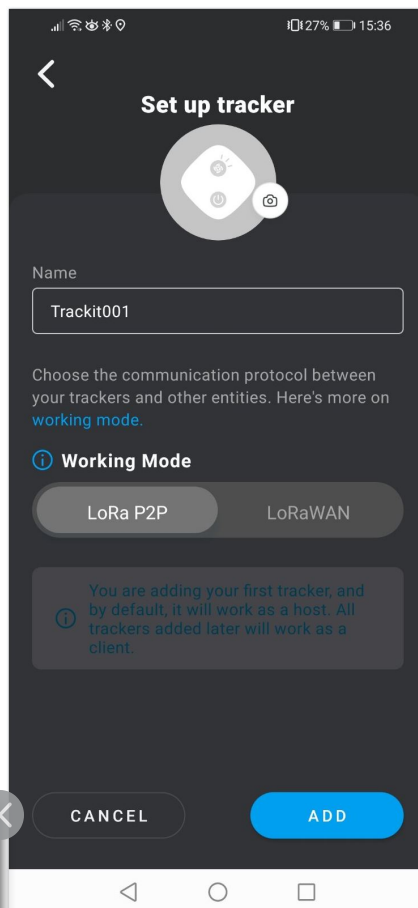 27% 15:36
Set up tracker
Name
Trackit001
Choose the communication protocol between
your trackers and other entities. Here's more on
working mode.
Working Mode
LoRa P2P LoRaWAN
You are adding your first tracker, and
by default, it will work as a host. All
trackers added later will work as a
client.
CANCEL ADD